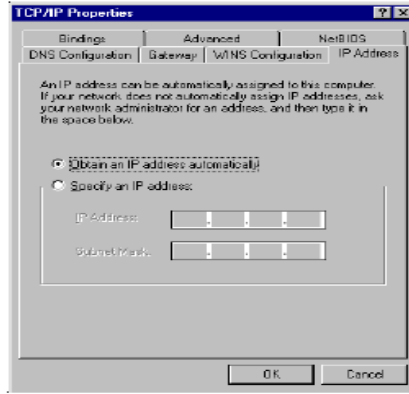 TCP/IP Properties
Bindings Advanced NetBIOS
DNS Configuration Gateway WINS Configuration IP Address
An IP address can be automatically assigned to this computer.
If your network does not automatically assign IP addresses, ask
your network administrator for an address, and then type it in
the space below.
Obtain an IP address automatically
Specify an IP address:
IP Address:
Subnet Mask:
OK Cancel